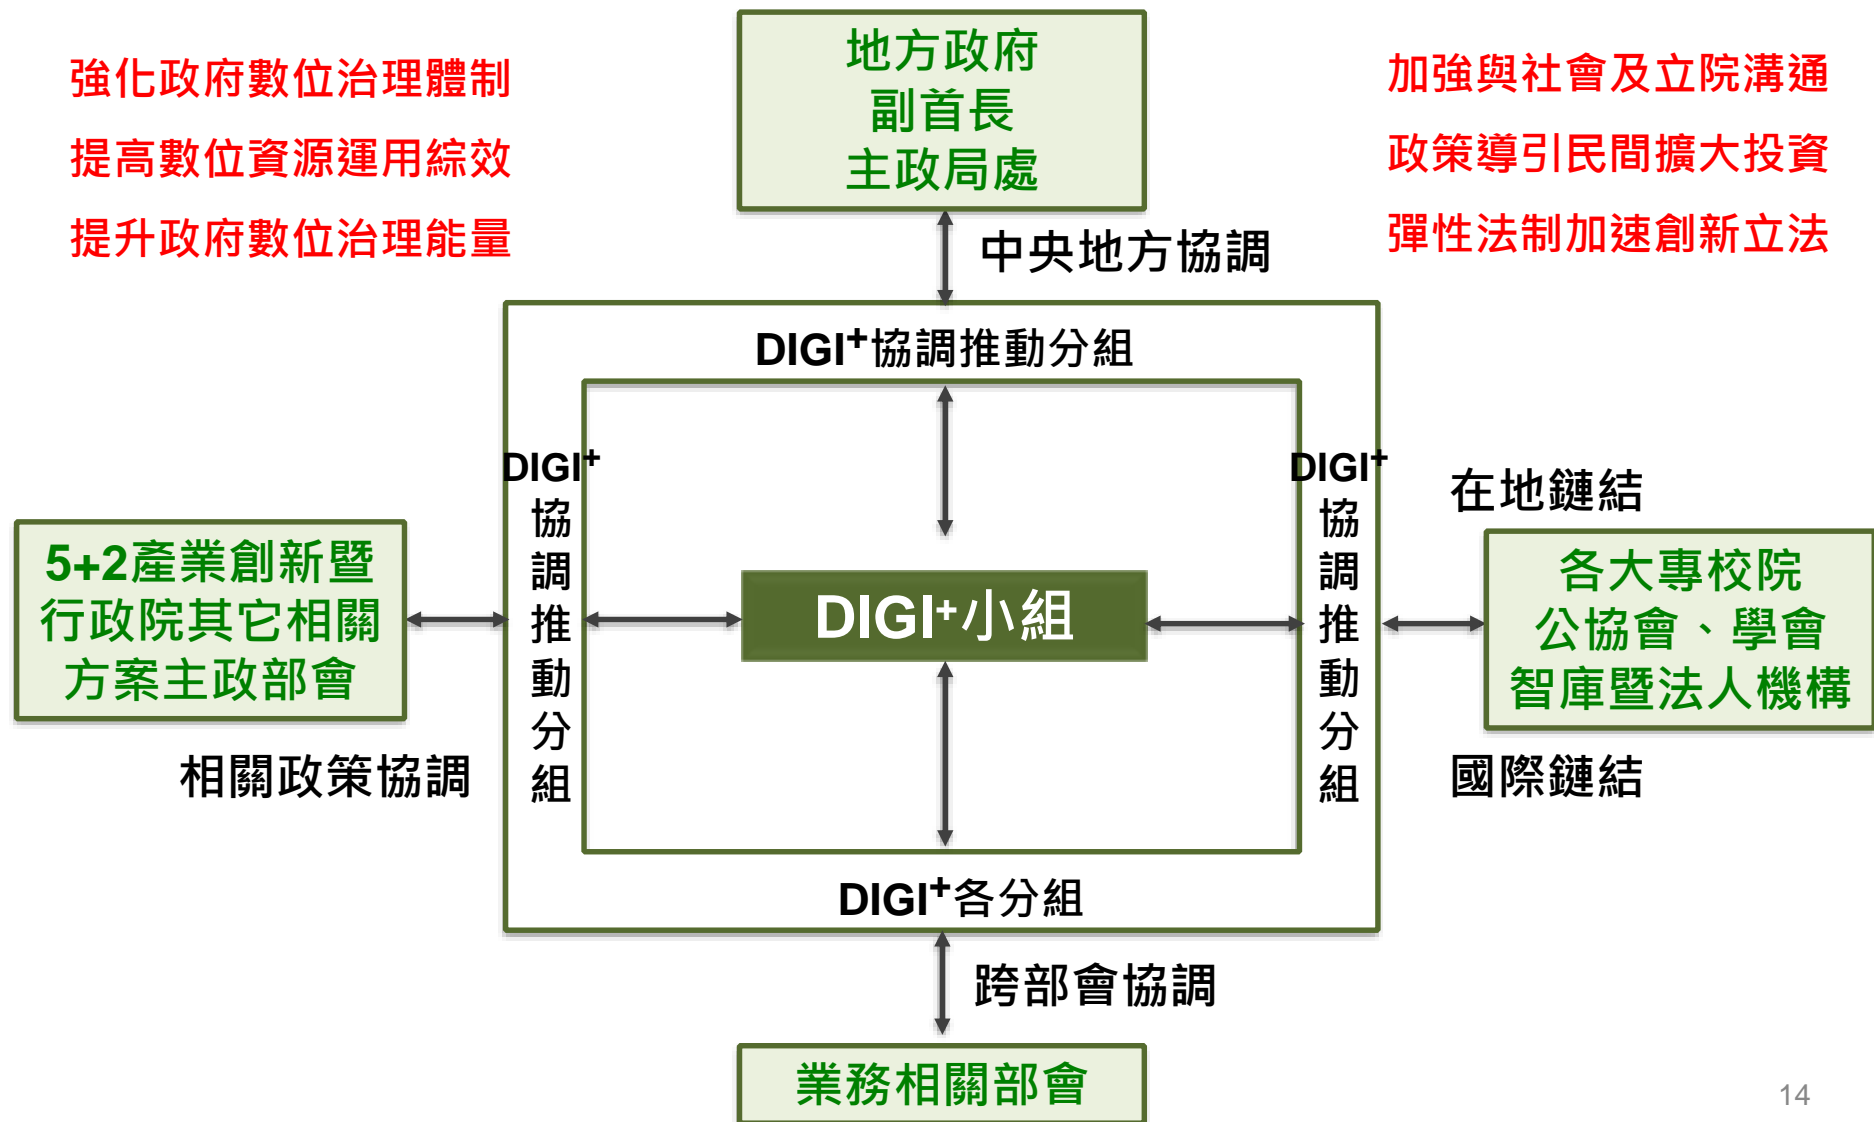 強化政府數位治理體制
提高數位資源運用綜效
提升政府數位治理能量
地方政府
副首長
主政局處
加強與社會及立院溝通
政策導引民間擴大投資
彈性法制加速創新立法
中央地方協調
DIGI+協調推動分組
5+2產業創新暨
行政院其它相關
方案主政部會
相關政策協調
DIGI+
協
調
推
動
分
組
DIGI+小組
DIGI+
協
調
推
動
分
組
在地鏈結
各大專校院
公協會、學會
智庫暨法人機構
國際鏈結
DIGI+各分組
跨部會協調
業務相關部會
14